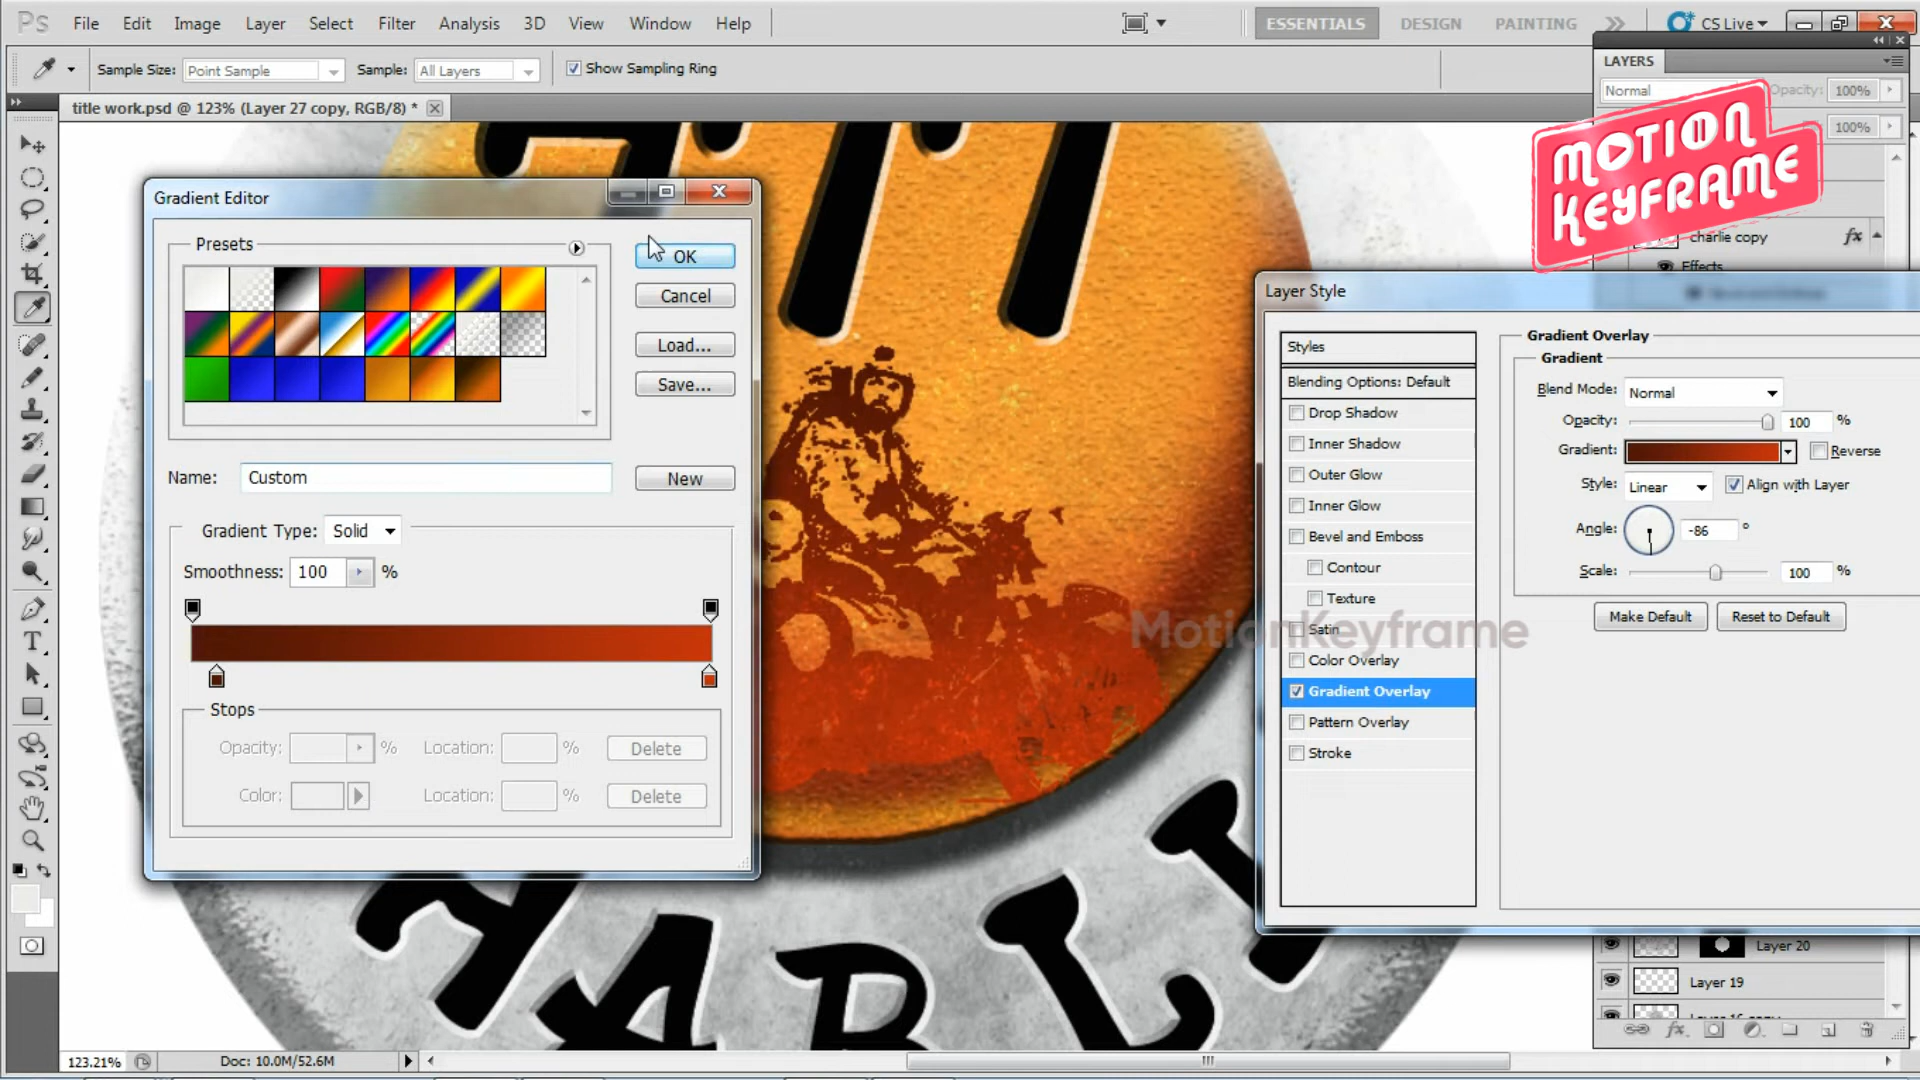 Ps File Edit Image Layer Select Filter Analysis 3D View Window Help ESSENTIALS DESIGN PAINTING CS Live
Sample Size: Point Sample Sample: All Layers Show Sampling Ring
title work.psd @ 123% (Layer 27 copy, RGB/8) *
LAYERS
Normal Opacity: 100%
100%
MOTION
KEYFRAME
charlie copy fx
Effects
Gradient Editor
Presets
OK
Cancel
Load...
Save...
Name: Custom New
Gradient Type: Solid
Smoothness: 100 %
Stops
Opacity: % Location: % Delete
Color: Location: % Delete
Layer Style
Styles
Blending Options: Default
Drop Shadow
Inner Shadow
Outer Glow
Inner Glow
Bevel and Emboss
Contour
Texture
Satin
Color Overlay
Gradient Overlay
Pattern Overlay
Stroke
Gradient Overlay
Gradient
Blend Mode: Normal
Opacity: 100 %
Gradient: Reverse
Style: Linear Align with Layer
Angle: -86 °
Scale: 100 %
Make Default Reset to Default
MotionKeyframe
Layer 20
Layer 19
Layer 16 copy
123.21% Doc: 10.0M/52.6M